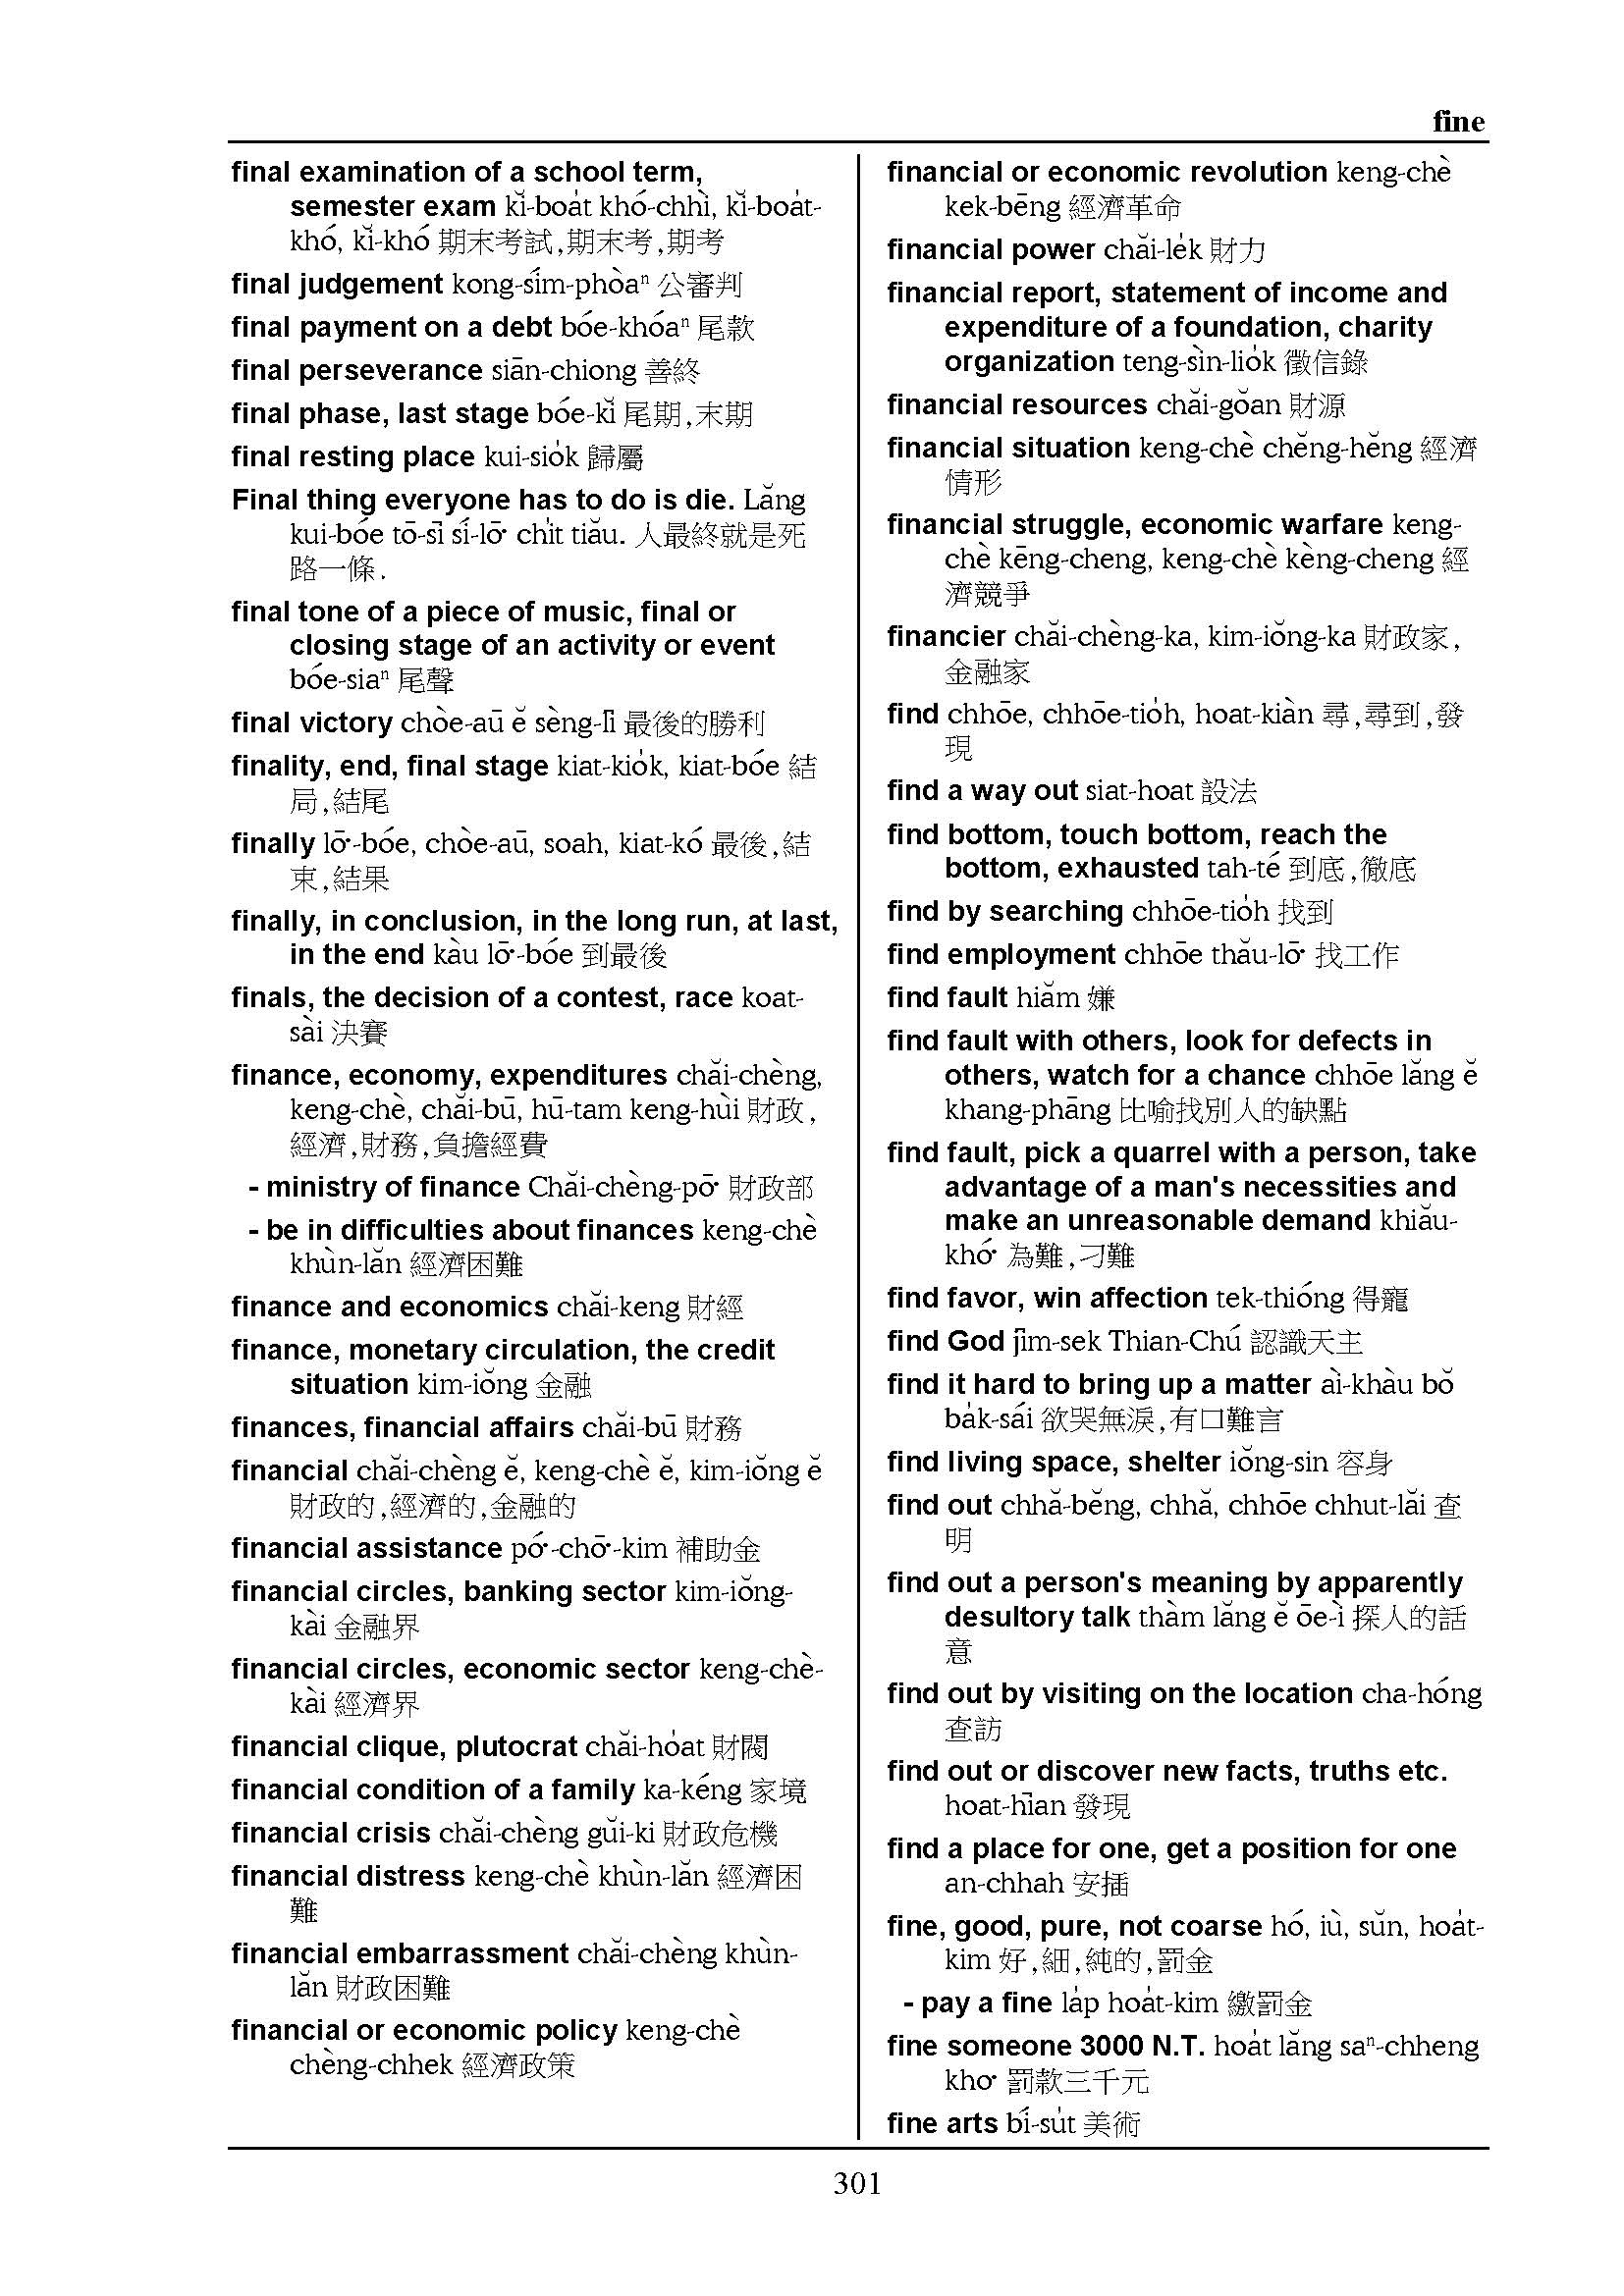 fine
final examination of a school term,
semester exam kĭ-boa̍t khó-chhì, kĭ-boa̍t-
khó, kĭ-khó 期末考試,期末考,期考
final judgement kong-sím-phòaⁿ 公審判
final payment on a debt bóe-khóaⁿ 尾款
final perseverance siān-chiong 善終
final phase, last stage bóe-kĭ 尾期,末期
final resting place kui-sio̍k 歸屬
Final thing everyone has to do is die. Lăng
kui-bóe tō-sī sí-lō͘ chi̍t tiău. 人最終就是死
路一條.
final tone of a piece of music, final or
closing stage of an activity or event
bóe-siaⁿ 尾聲
final victory chòe-aū ĕ sèng-lī 最後的勝利
finality, end, final stage kiat-kio̍k, kiat-bóe 結
局,結尾
finally lō͘-bóe, chòe-aū, soah, kiat-kó 最後,結
束,結果
finally, in conclusion, in the long run, at last,
in the end kàu lō͘-bóe 到最後
finals, the decision of a contest, race koat-
sài 決賽
finance, economy, expenditures chăi-chèng,
keng-chè, chăi-bū, hū-tam keng-hùi 財政,
經濟,財務,負擔經費
- ministry of finance Chăi-chèng-pō͘ 財政部
- be in difficulties about finances keng-chè
khùn-lăn 經濟困難
finance and economics chăi-keng 財經
finance, monetary circulation, the credit
situation kim-iŏng 金融
finances, financial affairs chăi-bū 財務
financial chăi-chèng ĕ, keng-chè ĕ, kim-iŏng ĕ
財政的,經濟的,金融的
financial assistance pó͘-chō͘-kim 補助金
financial circles, banking sector kim-iŏng-
kài 金融界
financial circles, economic sector keng-chè-
kài 經濟界
financial clique, plutocrat chăi-ho̍at 財閥
financial condition of a family ka-kéng 家境
financial crisis chăi-chèng gŭi-ki 財政危機
financial distress keng-chè khùn-lăn 經濟困
難
financial embarrassment chăi-chèng khùn-
lăn 財政困難
financial or economic policy keng-chè
chèng-chhek 經濟政策
financial or economic revolution keng-chè
kek-bēng 經濟革命
financial power chăi-le̍k 財力
financial report, statement of income and
expenditure of a foundation, charity
organization teng-sìn-lio̍k 徵信錄
financial resources chăi-gŏan 財源
financial situation keng-chè chĕng-hĕng 經濟
情形
financial struggle, economic warfare keng-
chè kēng-cheng, keng-chè kèng-cheng 經
濟競爭
financier chăi-chèng-ka, kim-iŏng-ka 財政家,
金融家
find chhōe, chhōe-tio̍h, hoat-kiàn 尋,尋到,發
現
find a way out siat-hoat 設法
find bottom, touch bottom, reach the
bottom, exhausted tah-té 到底,徹底
find by searching chhōe-tio̍h 找到
find employment chhōe thău-lō͘ 找工作
find fault hiăm 嫌
find fault with others, look for defects in
others, watch for a chance chhōe lăng ĕ
khang-phāng 比喻找別人的缺點
find fault, pick a quarrel with a person, take
advantage of a man's necessities and
make an unreasonable demand khiău-
khó͘ 為難,刁難
find favor, win affection tek-thióng 得寵
find God jīm-sek Thian-Chú 認識天主
find it hard to bring up a matter aì-khàu bŏ
ba̍k-sái 欲哭無淚,有口難言
find living space, shelter iŏng-sin 容身
find out chhă-bĕng, chhă, chhōe chhut-lăi 查
明
find out a person's meaning by apparently
desultory talk thàm lăng ĕ ōe-ì 探人的話
意
find out by visiting on the location cha-hóng
查訪
find out or discover new facts, truths etc.
hoat-hīan 發現
find a place for one, get a position for one
an-chhah 安插
fine, good, pure, not coarse hó, iù, sŭn, hoa̍t-
kim 好,細,純的,罰金
- pay a fine la̍p hoa̍t-kim 繳罰金
fine someone 3000 N.T. hoa̍t lăng saⁿ-chheng
kho͘ 罰款三千元
fine arts bí-su̍t 美術
301